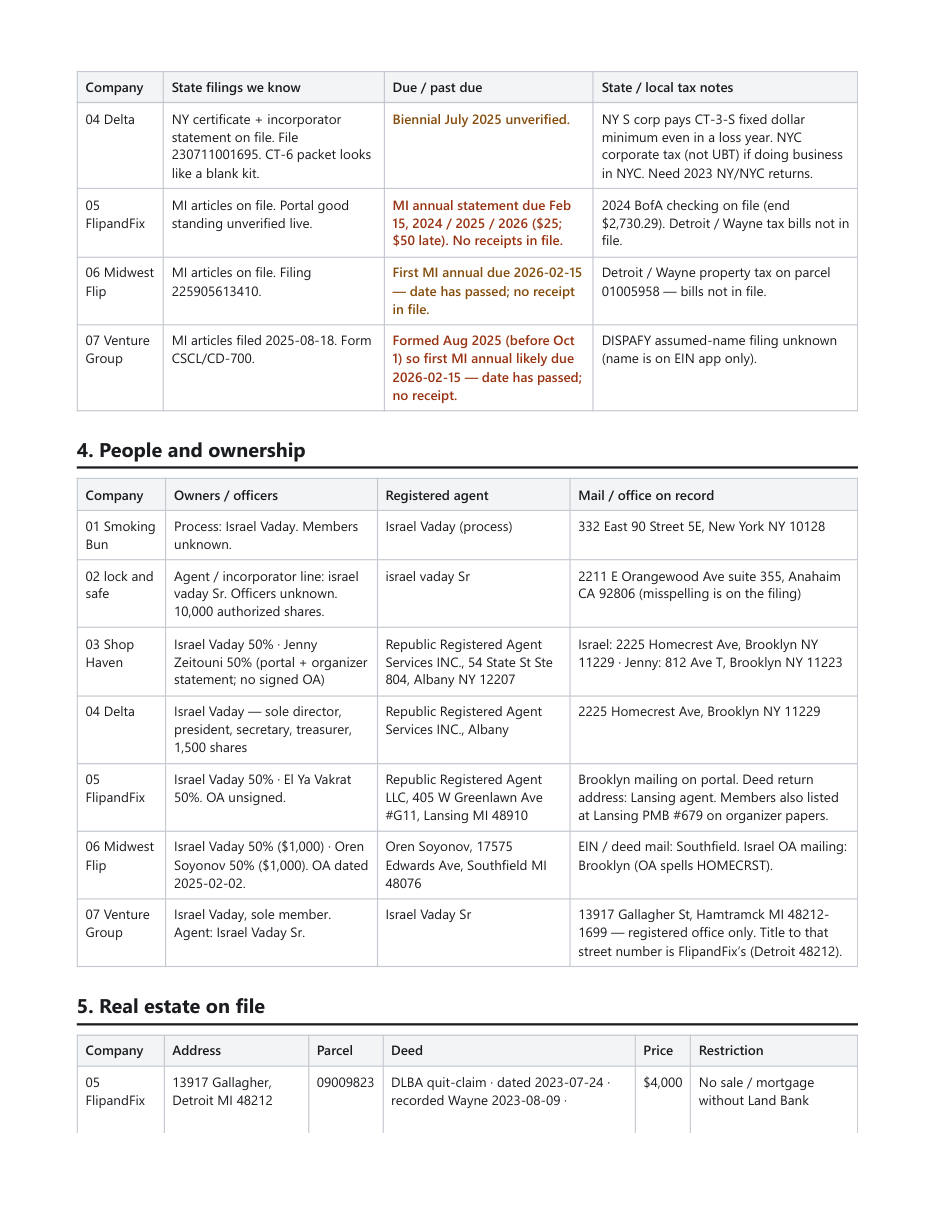 Company State filings we know Due / past due State / local tax notes
04 Delta
NY certificate + incorporator
statement on file. File
230711001695. CT-6 packet looks
like a blank kit.
Biennial July 2025 unverified.
NY S corp pays CT-3-S fixed dollar
minimum even in a loss year. NYC
corporate tax (not UBT) if doing business
in NYC. Need 2023 NY/NYC returns.
05
FlipandFix
MI articles on file. Portal good
standing unverified live.
MI annual statement due Feb
15, 2024 / 2025 / 2026 ($25;
$50 late). No receipts in file.
2024 BofA checking on file (end
$2,730.29). Detroit / Wayne tax bills not in
file.
06 Midwest
Flip
MI articles on file. Filing
225905613410.
First MI annual due 2026-02-15
— date has passed; no receipt
in file.
Detroit / Wayne property tax on parcel
01005958 — bills not in file.
07 Venture
Group
MI articles filed 2025-08-18. Form
CSCL/CD-700.
Formed Aug 2025 (before Oct
1) so first MI annual likely due
2026-02-15 — date has passed;
no receipt.
DISPAFY assumed-name filing unknown
(name is on EIN app only).
4. People and ownership
Company Owners / officers Registered agent Mail / office on record
01 Smoking
Bun
Process: Israel Vaday. Members
unknown.
Israel Vaday (process)
332 East 90 Street 5E, New York NY 10128
02 lock and
safe
Agent / incorporator line: israel
vaday Sr. Officers unknown.
10,000 authorized shares.
israel vaday Sr
2211 E Orangewood Ave suite 355, Anahaim
CA 92806 (misspelling is on the filing)
03 Shop
Haven
Israel Vaday 50% · Jenny
Zeitouni 50% (portal + organizer
statement; no signed OA)
Republic Registered Agent
Services INC., 54 State St Ste
804, Albany NY 12207
Israel: 2225 Homecrest Ave, Brooklyn NY
11229 · Jenny: 812 Ave T, Brooklyn NY 11223
04 Delta
Israel Vaday — sole director,
president, secretary, treasurer,
1,500 shares
Republic Registered Agent
Services INC., Albany
2225 Homecrest Ave, Brooklyn NY 11229
05
FlipandFix
Israel Vaday 50% · El Ya Vakrat
50%. OA unsigned.
Republic Registered Agent
LLC, 405 W Greenlawn Ave
#G11, Lansing MI 48910
Brooklyn mailing on portal. Deed return
address: Lansing agent. Members also listed
at Lansing PMB #679 on organizer papers.
06 Midwest
Flip
Israel Vaday 50% ($1,000) · Oren
Soyonov 50% ($1,000). OA dated
2025-02-02.
Oren Soyonov, 17575
Edwards Ave, Southfield MI
48076
EIN / deed mail: Southfield. Israel OA mailing:
Brooklyn (OA spells HOMECRST).
07 Venture
Group
Israel Vaday, sole member.
Agent: Israel Vaday Sr.
Israel Vaday Sr
13917 Gallagher St, Hamtramck MI 48212-
1699 — registered office only. Title to that
street number is FlipandFix’s (Detroit 48212).
5. Real estate on file
Company Address Parcel Deed Price Restriction
05
FlipandFix
13917 Gallagher,
Detroit MI 48212
09009823
DLBA quit-claim · dated 2023-07-24 ·
recorded Wayne 2023-08-09 ·
$4,000
No sale / mortgage
without Land Bank